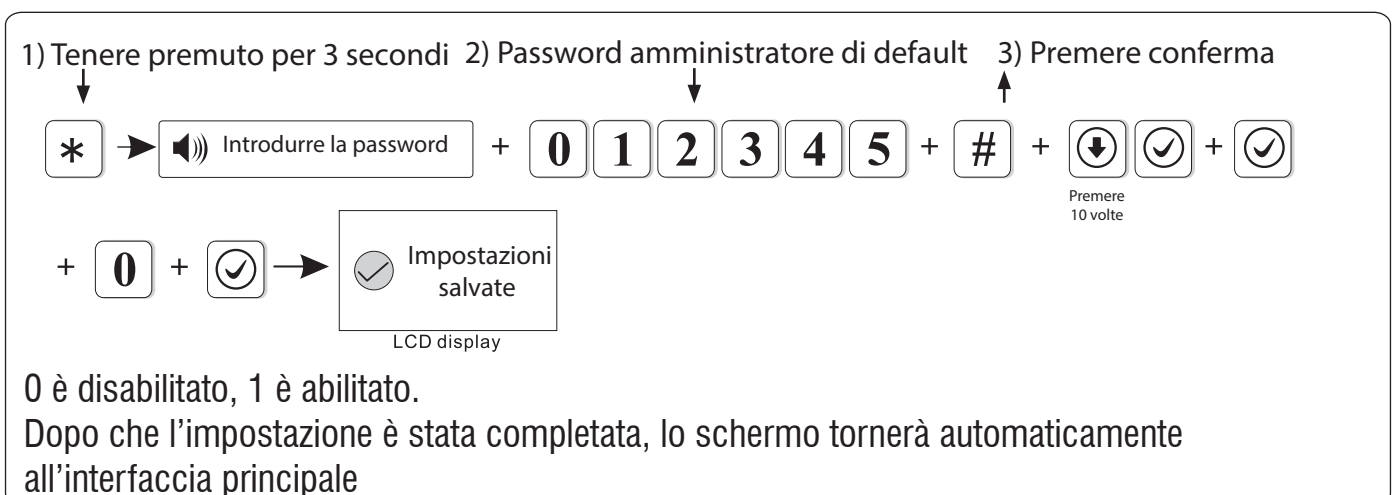 1) Tenere premuto per 3 secondi 2) Password amministratore di default 3) Premere conferma
* Introdurre la password + 0 1 2 3 4 5 + # + +
Premere
10 volte
+ 0 +
Impostazioni
salvate
LCD display
0 è disabilitato, 1 è abilitato.
Dopo che l'impostazione è stata completata, lo schermo tornerà automaticamente
all'interfaccia principale